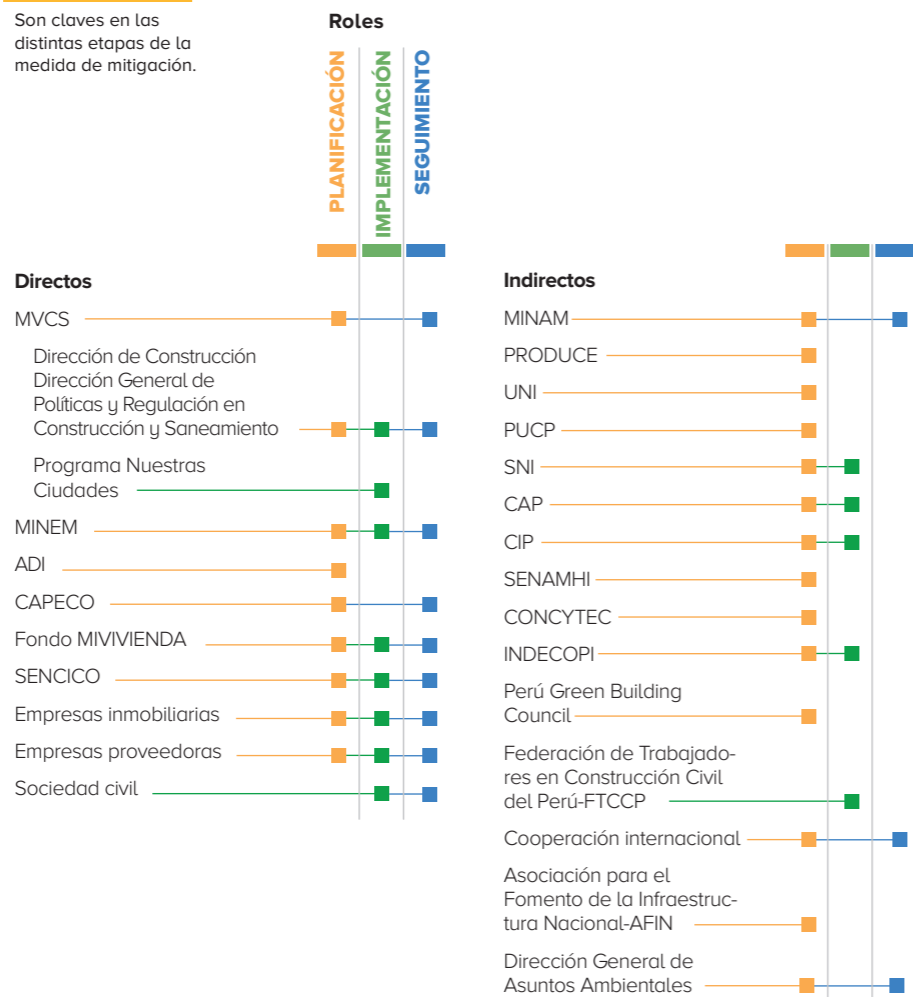 Son claves en las
distintas etapas de la
medida de mitigación.
Roles
PLANIFICACIÓN
IMPLEMENTACIÓN
SEGUIMIENTO
Directos
MVCS
Dirección de Construcción
Dirección General de
Políticas y Regulación en
Construcción y Saneamiento
Programa Nuestras
Ciudades
MINEM
ADI
CAPECO
Fondo MIVIVIENDA
SENCICO
Empresas inmobiliarias
Empresas proveedoras
Sociedad civil
Indirectos
MINAM
PRODUCE
UNI
PUCP
SNI
CAP
CIP
SENAMHI
CONCYTEC
INDECOPI
Perú Green Building
Council
Federación de Trabajado-
res en Construcción Civil
del Perú-FTCCP
Cooperación internacional
Asociación para el
Fomento de la Infraestruc-
tura Nacional-AFIN
Dirección General de
Asuntos Ambientales